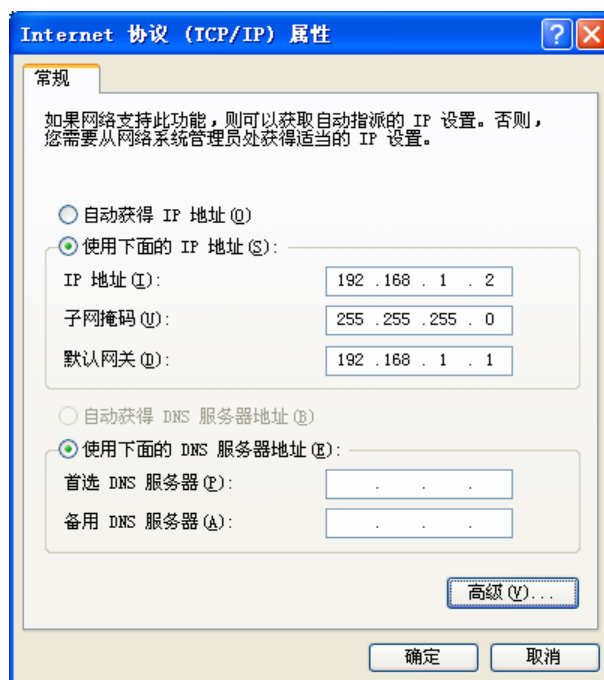 Internet 协议 (TCP/IP) 属性
常规
如果网络支持此功能,则可以获取自动指派的 IP 设置。否则,
您需要从网络系统管理员处获得适当的 IP 设置。
自动获得 IP 地址(O)
使用下面的 IP 地址(S):
IP 地址(I): 192 .168 . 1 . 2
子网掩码(U): 255 .255 .255 . 0
默认网关(D): 192 .168 . 1 . 1
自动获得 DNS 服务器地址(B)
使用下面的 DNS 服务器地址(E):
首选 DNS 服务器(P): . . .
备用 DNS 服务器(A): . . .
高级(V)...
确定 取消